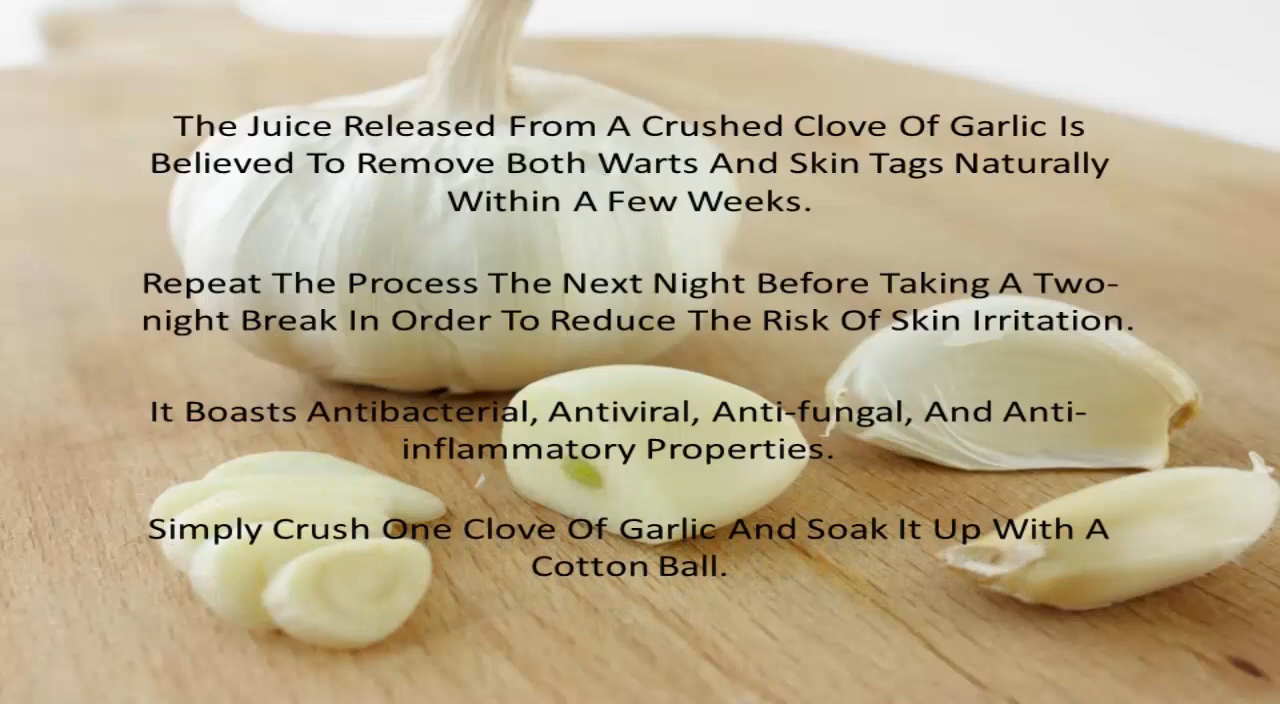 The Juice Released From A Crushed Clove Of Garlic Is
Believed To Remove Both Warts And Skin Tags Naturally
Within A Few Weeks.
Repeat The Process The Next Night Before Taking A Two-
night Break In Order To Reduce The Risk Of Skin Irritation.
It Boasts Antibacterial, Antiviral, Anti-fungal, And Anti-
inflammatory Properties.
Simply Crush One Clove Of Garlic And Soak It Up With A
Cotton Ball.